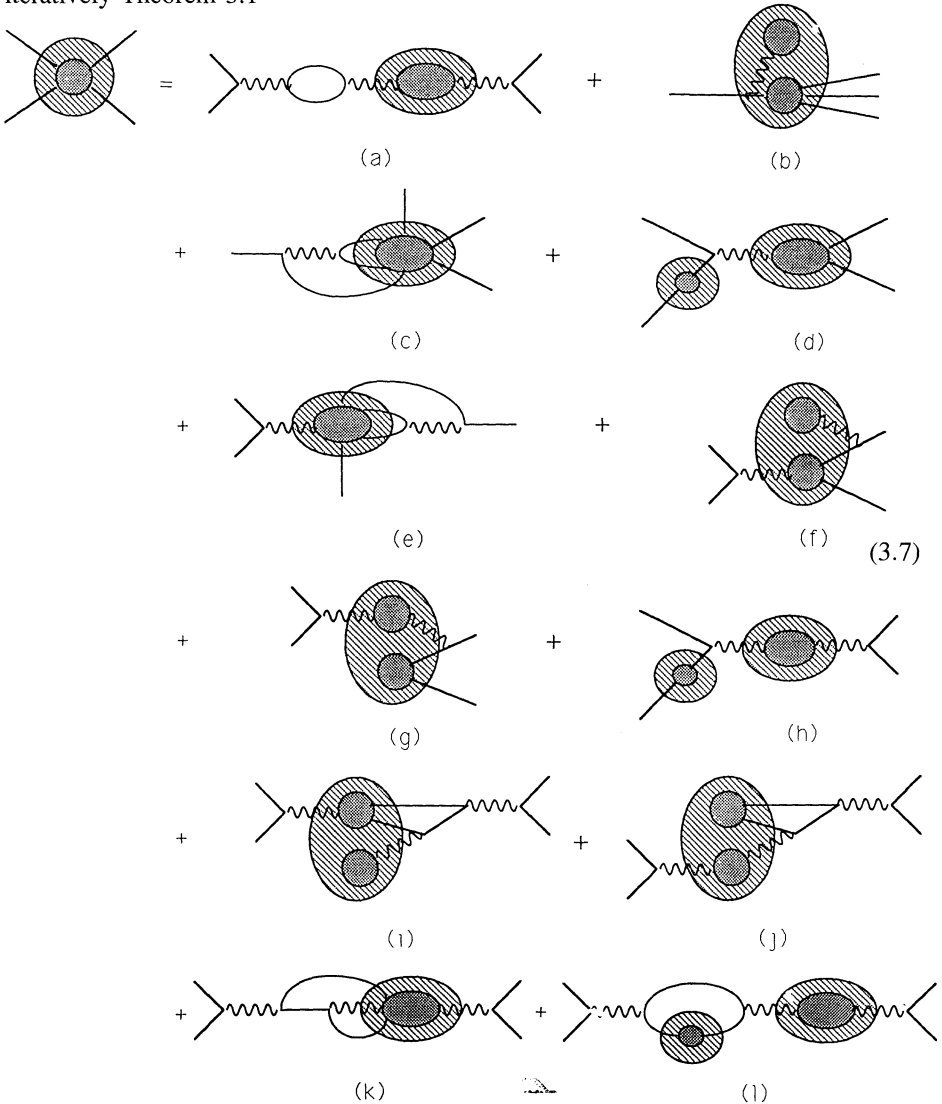 iteratively Theorem 3.1
= + 
(a) (b)
+ +
(c) (d)
+ +
(e) (f)
(3.7)
+ +
(g) (h)
+ +
(i) (j)
+ +
(k) (l)